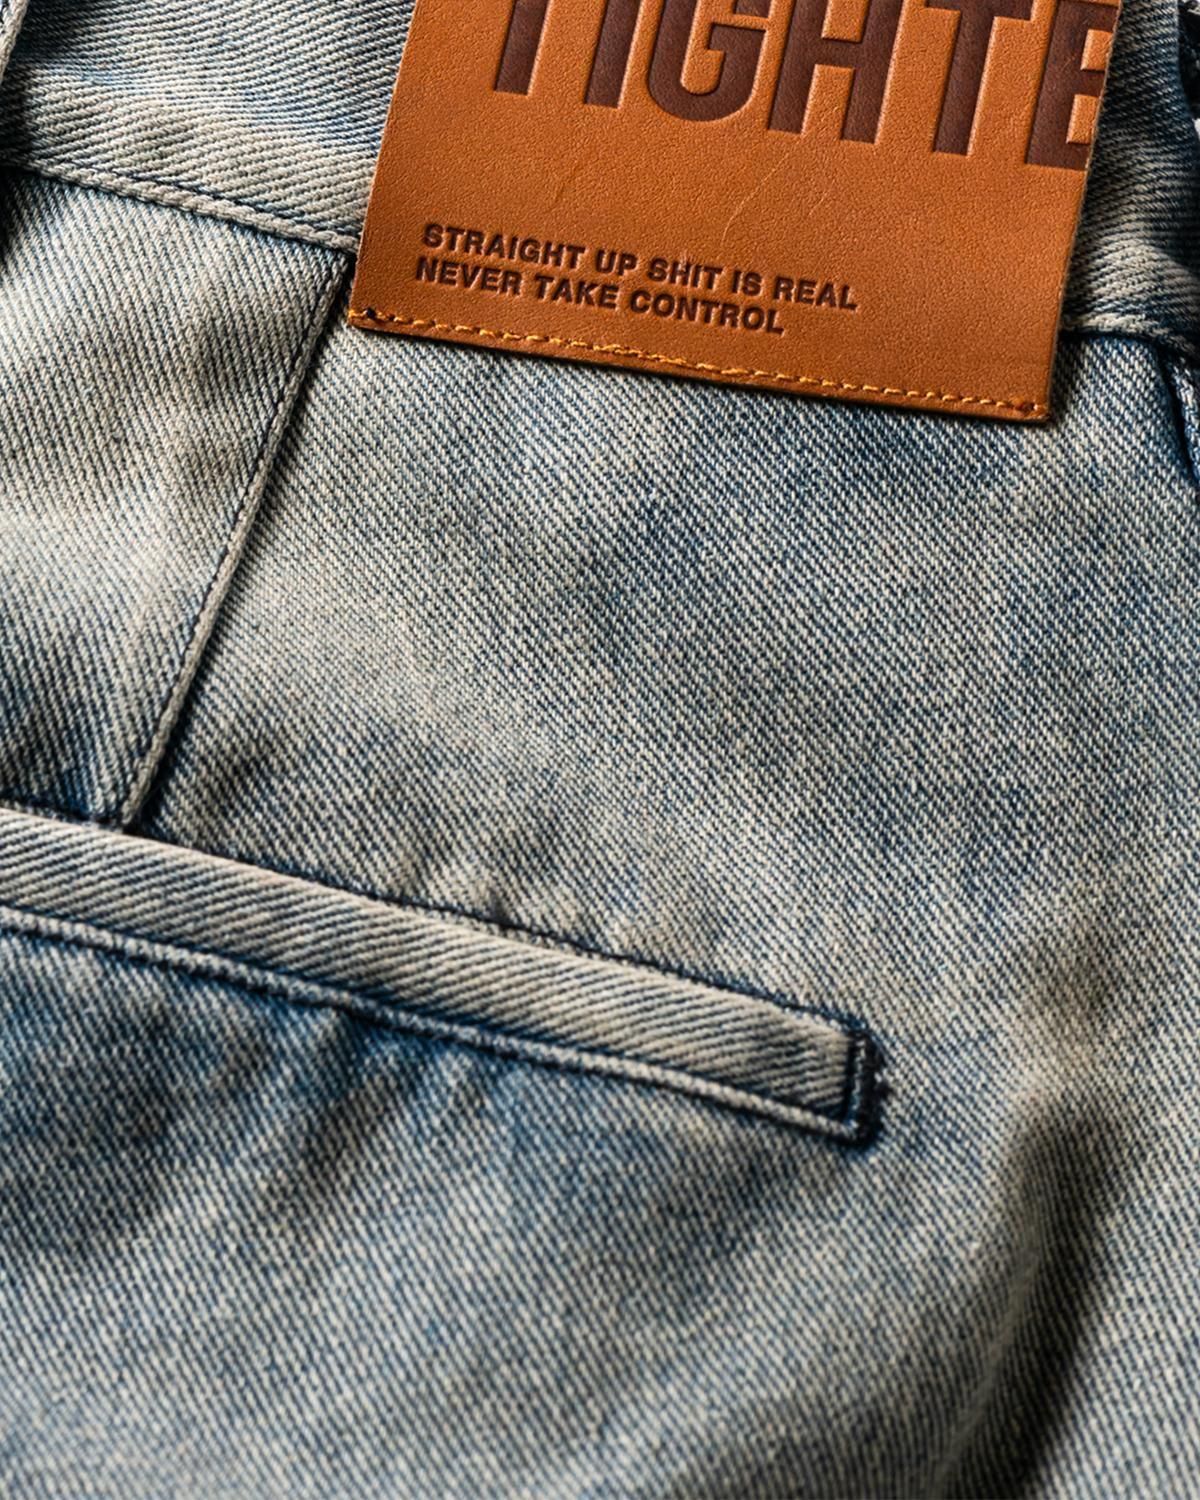 TIGHTE
STRAIGHT UP SHIT IS REAL
NEVER TAKE CONTROL